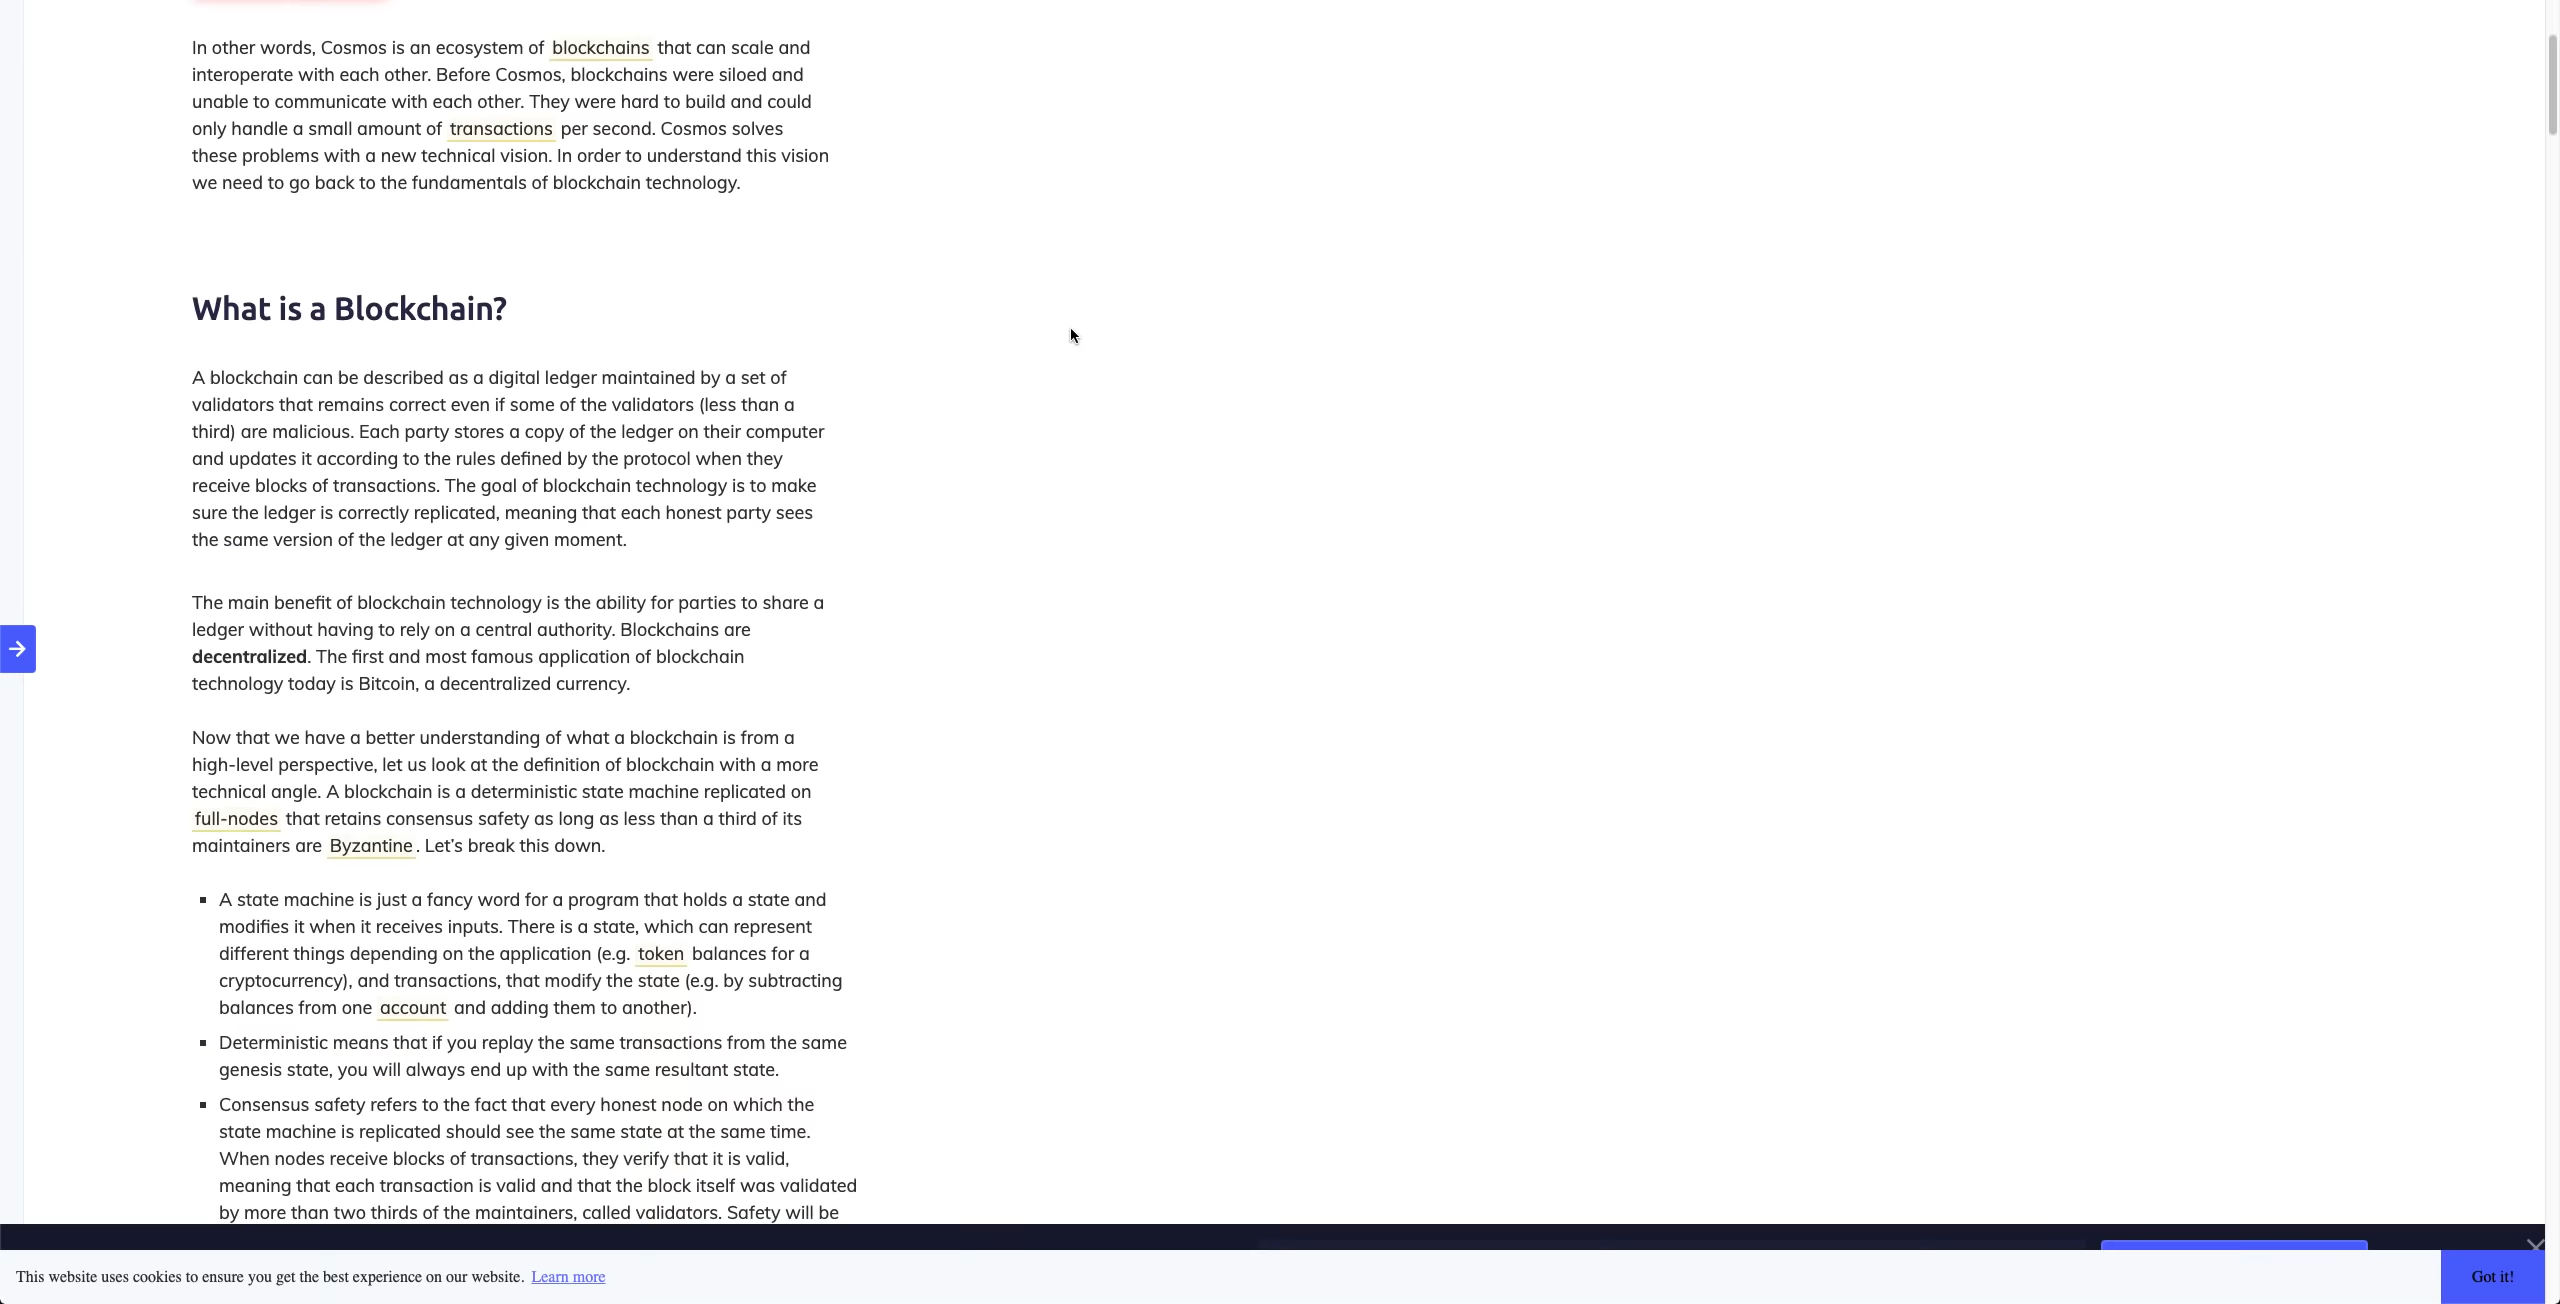 In other words, Cosmos is an ecosystem of blockchains that can scale and
interoperate with each other. Before Cosmos, blockchains were siloed and
unable to communicate with each other. They were hard to build and could
only handle a small amount of transactions per second. Cosmos solves
these problems with a new technical vision. In order to understand this vision
we need to go back to the fundamentals of blockchain technology.
What is a Blockchain?
A blockchain can be described as a digital ledger maintained by a set of
validators that remains correct even if some of the validators (less than a
third) are malicious. Each party stores a copy of the ledger on their computer
and updates it according to the rules defined by the protocol when they
receive blocks of transactions. The goal of blockchain technology is to make
sure the ledger is correctly replicated, meaning that each honest party sees
the same version of the ledger at any given moment.
The main benefit of blockchain technology is the ability for parties to share a
ledger without having to rely on a central authority. Blockchains are
decentralized. The first and most famous application of blockchain
technology today is Bitcoin, a decentralized currency.
Now that we have a better understanding of what a blockchain is from a
high-level perspective, let us look at the definition of blockchain with a more
technical angle. A blockchain is a deterministic state machine replicated on
full-nodes that retains consensus safety as long as less than a third of its
maintainers are Byzantine. Let's break this down.
▪ A state machine is just a fancy word for a program that holds a state and
modifies it when it receives inputs. There is a state, which can represent
different things depending on the application (e.g. token balances for a
cryptocurrency), and transactions, that modify the state (e.g. by subtracting
balances from one account and adding them to another).
▪ Deterministic means that if you replay the same transactions from the same
genesis state, you will always end up with the same resultant state.
▪ Consensus safety refers to the fact that every honest node on which the
state machine is replicated should see the same state at the same time.
When nodes receive blocks of transactions, they verify that it is valid,
meaning that each transaction is valid and that the block itself was validated
by more than two thirds of the maintainers, called validators. Safety will be
This website uses cookies to ensure you get the best experience on our website. Learn more
Got it!